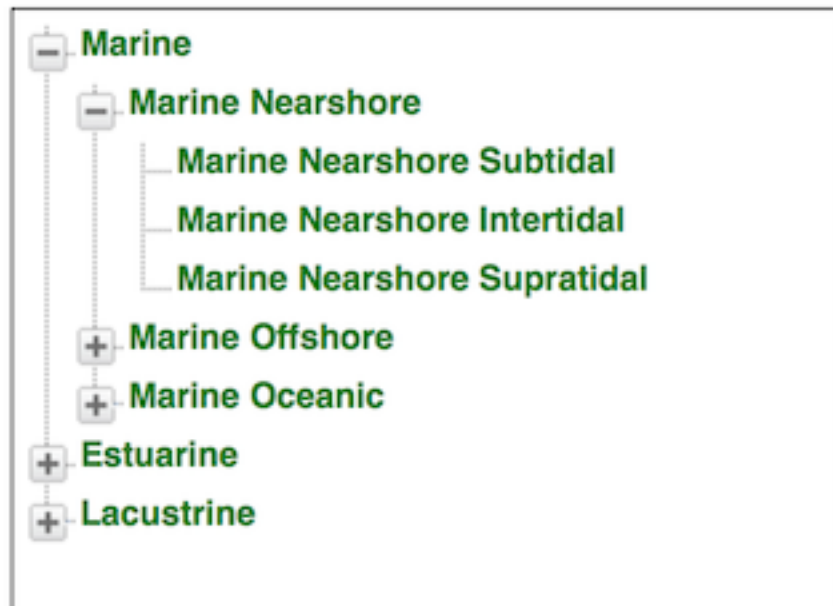 Marine
Marine Nearshore
Marine Nearshore Subtidal
Marine Nearshore Intertidal
Marine Nearshore Supratidal
Marine Offshore
Marine Oceanic
Estuarine
Lacustrine